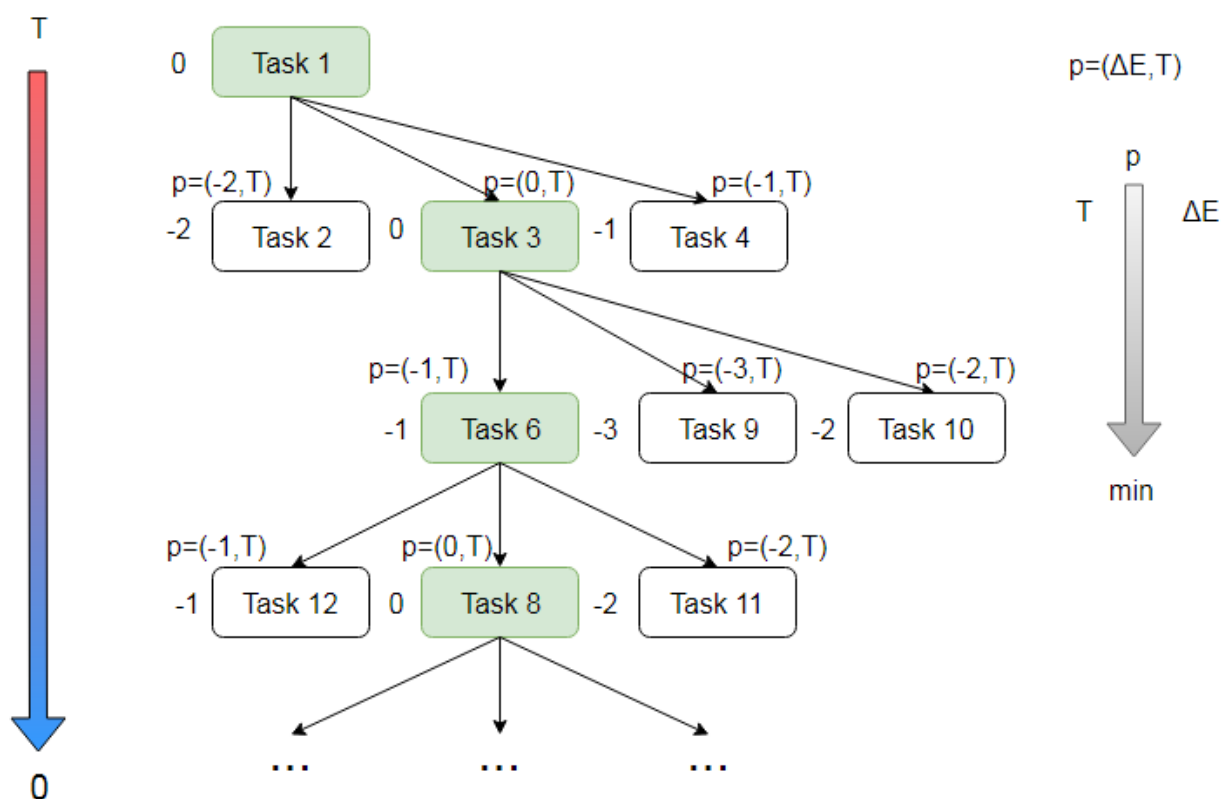 T
0
Task 1
p=(ΔE,T)
p
p=(-2,T)
p=(0,T)
p=(-1,T)
-2
Task 2
0
Task 3
-1
Task 4
T
ΔE
p=(-1,T)
p=(-3,T)
p=(-2,T)
-1
Task 6
-3
Task 9
-2
Task 10
min
p=(-1,T)
p=(0,T)
p=(-2,T)
-1
Task 12
0
Task 8
-2
Task 11
...
...
...
0